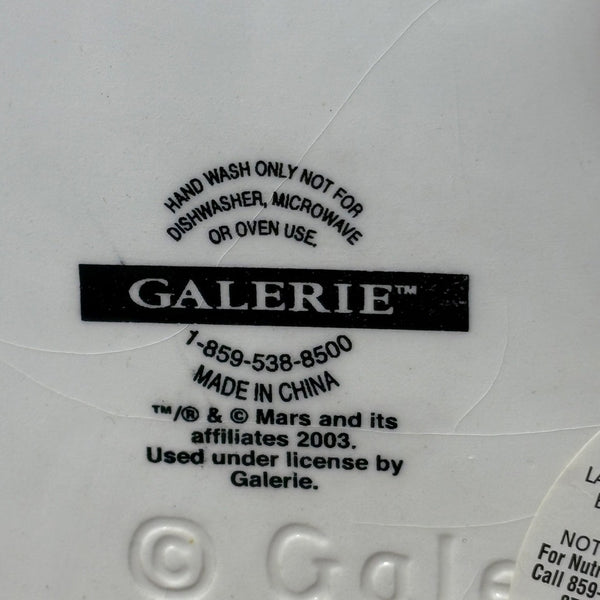 HAND WASH ONLY NOT FOR
DISHWASHER, MICROWAVE
OR OVEN USE.
GALERIE™
1-859-538-8500
MADE IN CHINA
™/® & © Mars and its
affiliates 2003.
Used under license by
Galerie.
© Gale
NOT
For Nutr
Call 859-